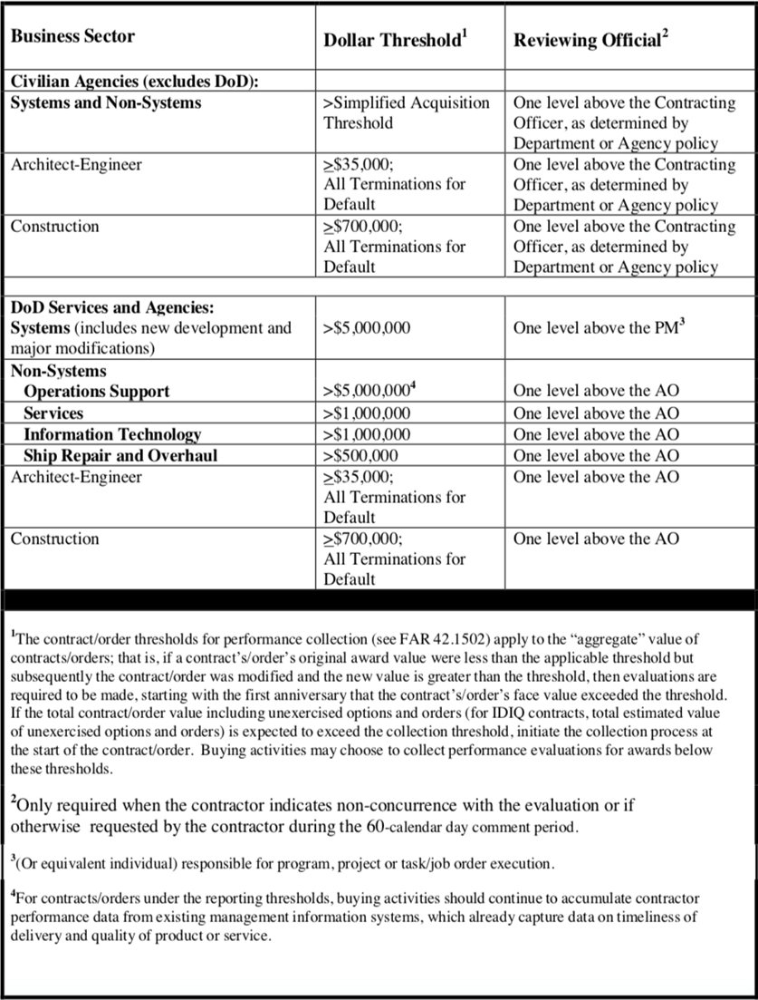 Business Sector
Dollar Threshold¹
Reviewing Official²
Civilian Agencies (excludes DoD):
Systems and Non-Systems
>Simplified Acquisition
Threshold
One level above the Contracting
Officer, as determined by
Department or Agency policy
Architect-Engineer
≥$35,000;
All Terminations for
Default
One level above the Contracting
Officer, as determined by
Department or Agency policy
Construction
≥$700,000;
All Terminations for
Default
One level above the Contracting
Officer, as determined by
Department or Agency policy
DoD Services and Agencies:
Systems (includes new development and
major modifications)
>$5,000,000
One level above the PM³
Non-Systems
Operations Support
>$5,000,000⁴
One level above the AO
Services
>$1,000,000
One level above the AO
Information Technology
>$1,000,000
One level above the AO
Ship Repair and Overhaul
>$500,000
One level above the AO
Architect-Engineer
≥$35,000;
All Terminations for
Default
One level above the AO
Construction
≥$700,000;
All Terminations for
Default
One level above the AO
¹The contract/order thresholds for performance collection (see FAR 42.1502) apply to the “aggregate” value of
contracts/orders; that is, if a contract’s/order’s original award value were less than the applicable threshold but
subsequently the contract/order was modified and the new value is greater than the threshold, then evaluations are
required to be made, starting with the first anniversary that the contract’s/order’s face value exceeded the threshold.
If the total contract/order value including unexercised options and orders (for IDIQ contracts, total estimated value
of unexercised options and orders) is expected to exceed the collection threshold, initiate the collection process at
the start of the contract/order. Buying activities may choose to collect performance evaluations for awards below
these thresholds.
²Only required when the contractor indicates non-concurrence with the evaluation or if
otherwise requested by the contractor during the 60-calendar day comment period.
³(Or equivalent individual) responsible for program, project or task/job order execution.
⁴For contracts/orders under the reporting thresholds, buying activities should continue to accumulate contractor
performance data from existing management information systems, which already capture data on timeliness of
delivery and quality of product or service.